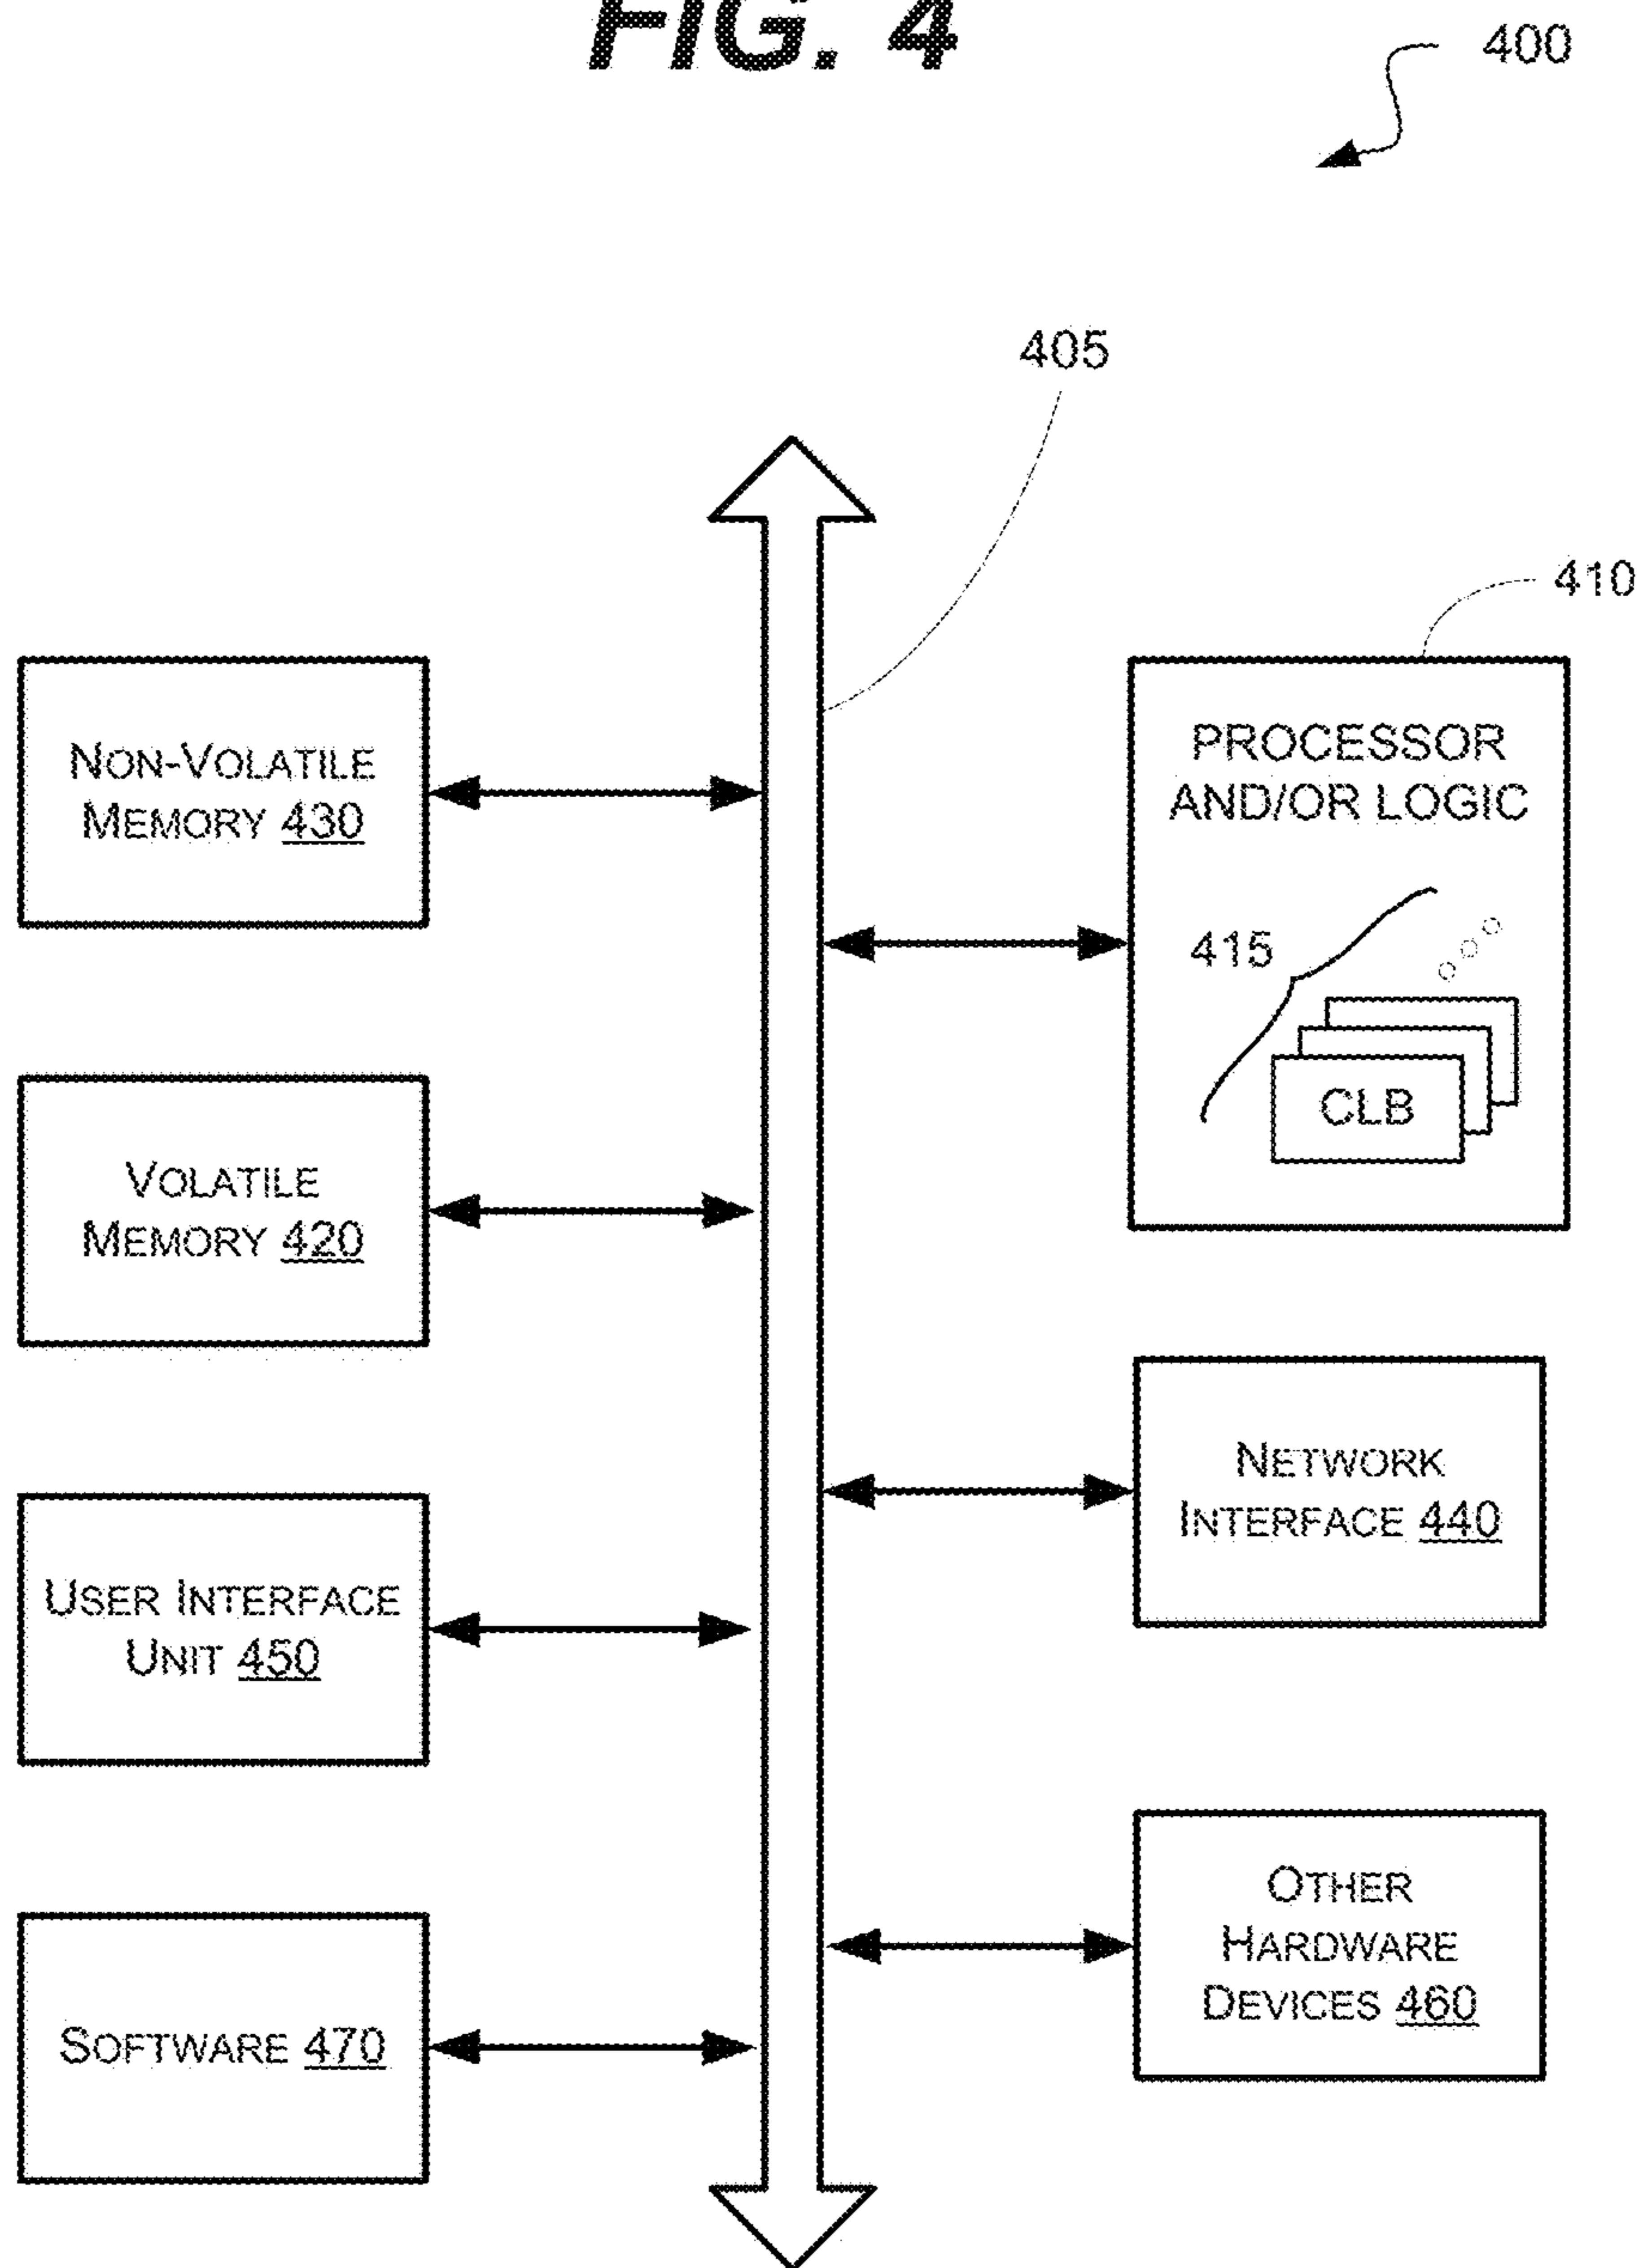 FIG. 4
400
405
410
NON-VOLATILE
MEMORY 430
PROCESSOR
AND/OR LOGIC
415
CLB
VOLATILE
MEMORY 420
NETWORK
INTERFACE 440
USER INTERFACE
UNIT 450
OTHER
HARDWARE
DEVICES 460
SOFTWARE 470